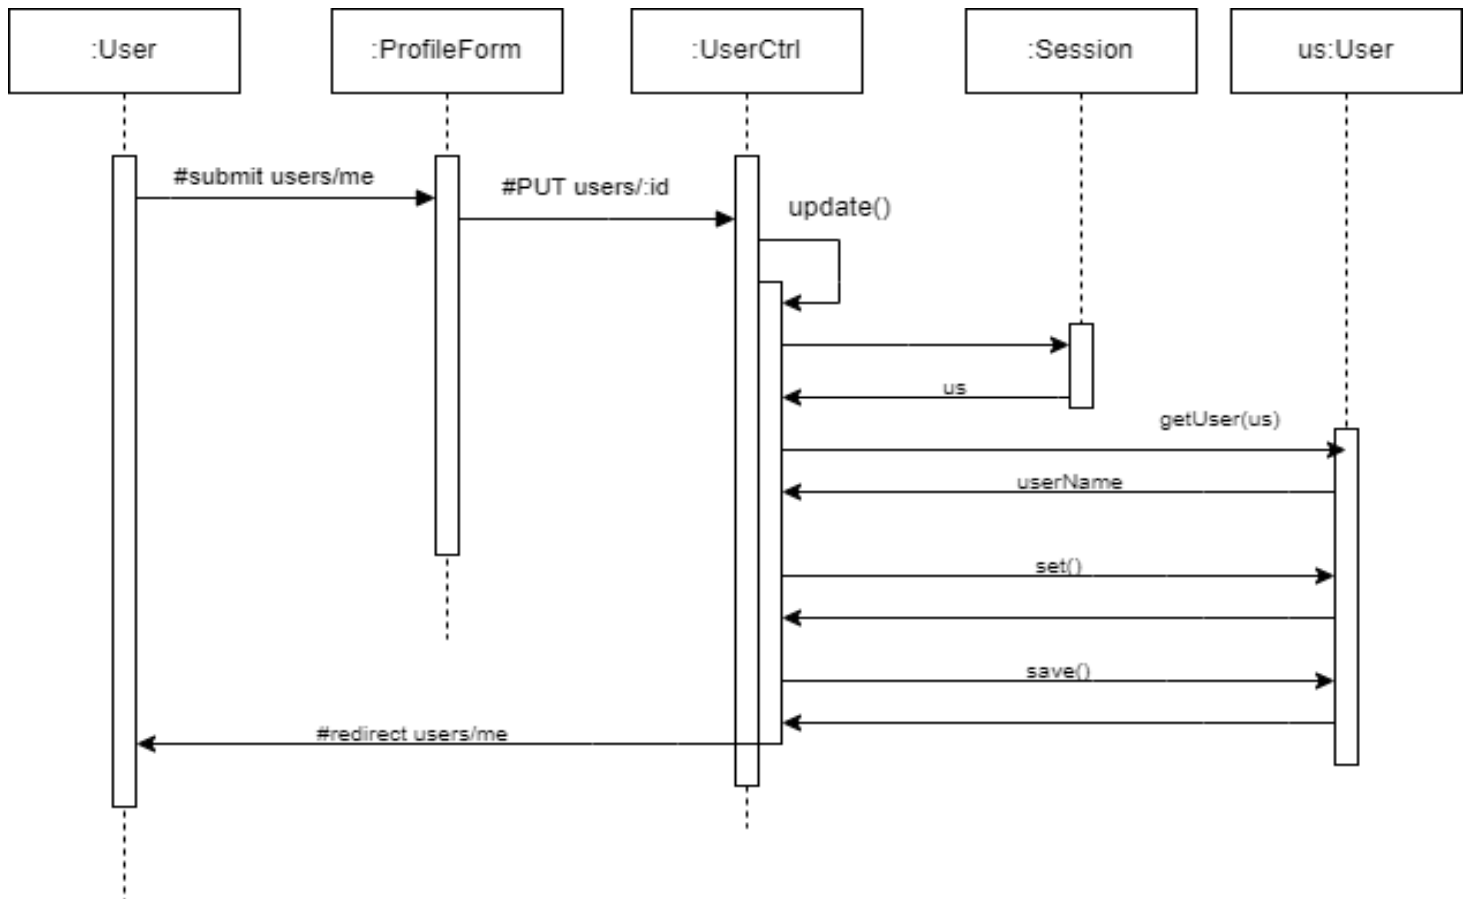 :User
:ProfileForm
:UserCtrl
:Session
us:User
#submit users/me
#PUT users/:id
update()
us
getUser(us)
userName
set()
save()
#redirect users/me